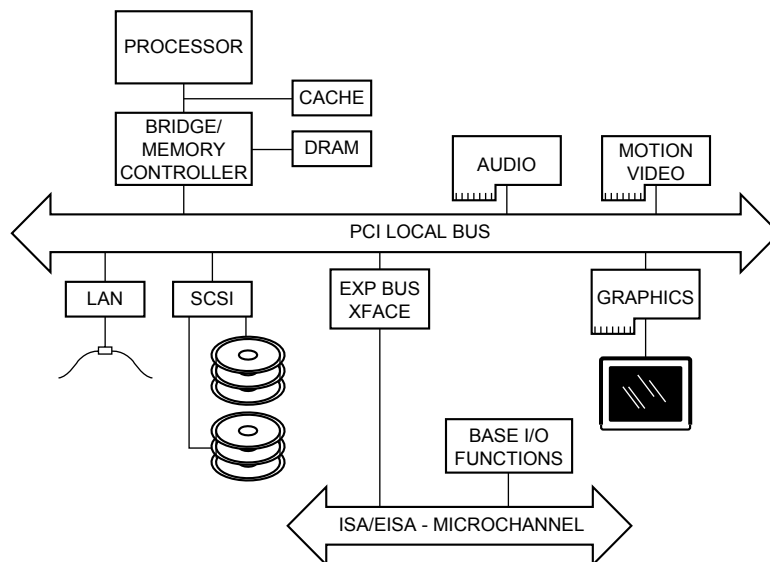 PROCESSOR
CACHE
BRIDGE/
MEMORY
CONTROLLER
DRAM
AUDIO
MOTION
VIDEO
PCI LOCAL BUS
LAN
SCSI
EXP BUS
XFACE
GRAPHICS
BASE I/O
FUNCTIONS
ISA/EISA - MICROCHANNEL